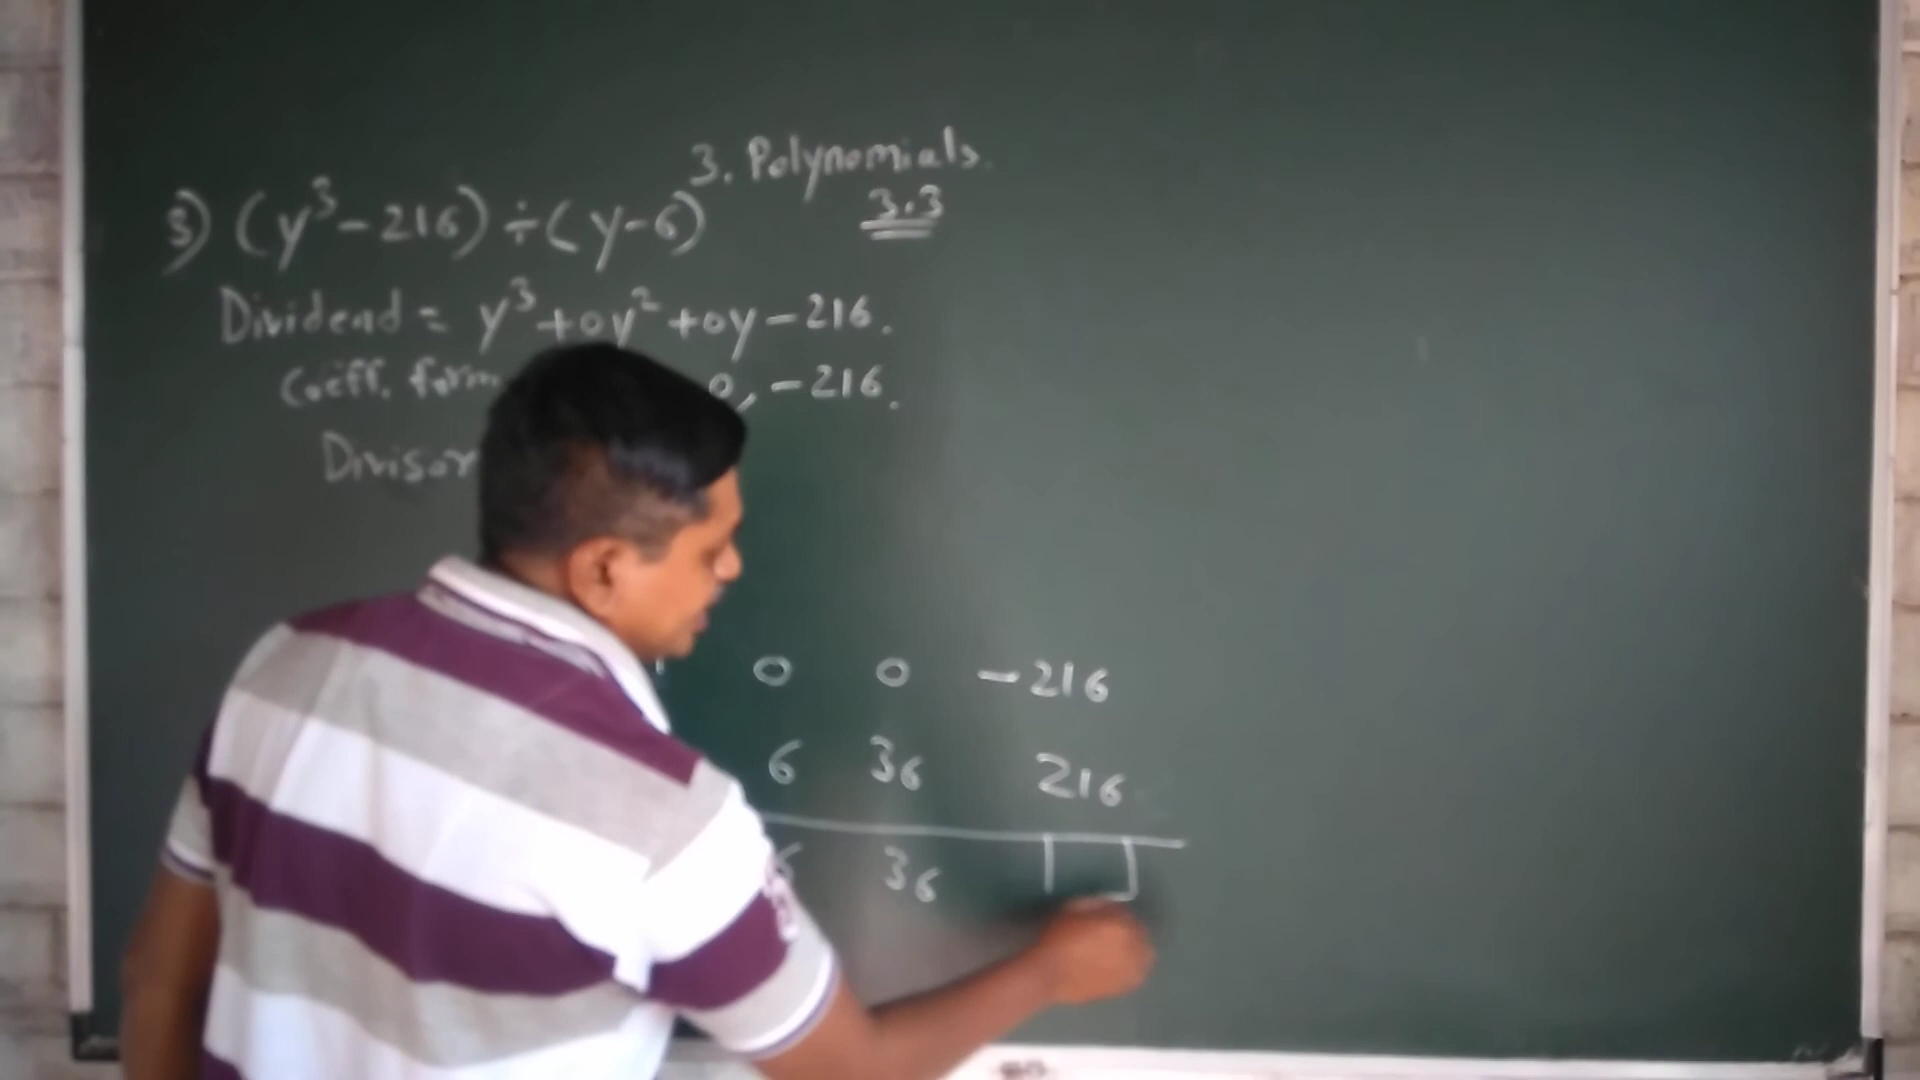 3. Polynomials.
3.3
3) (y³-216) ÷ (y-6)
Dividend = y³+0y²+0y-216.
Coeff. form 0, -216.
Divisor
0 0 -216
6 36 216
6 36